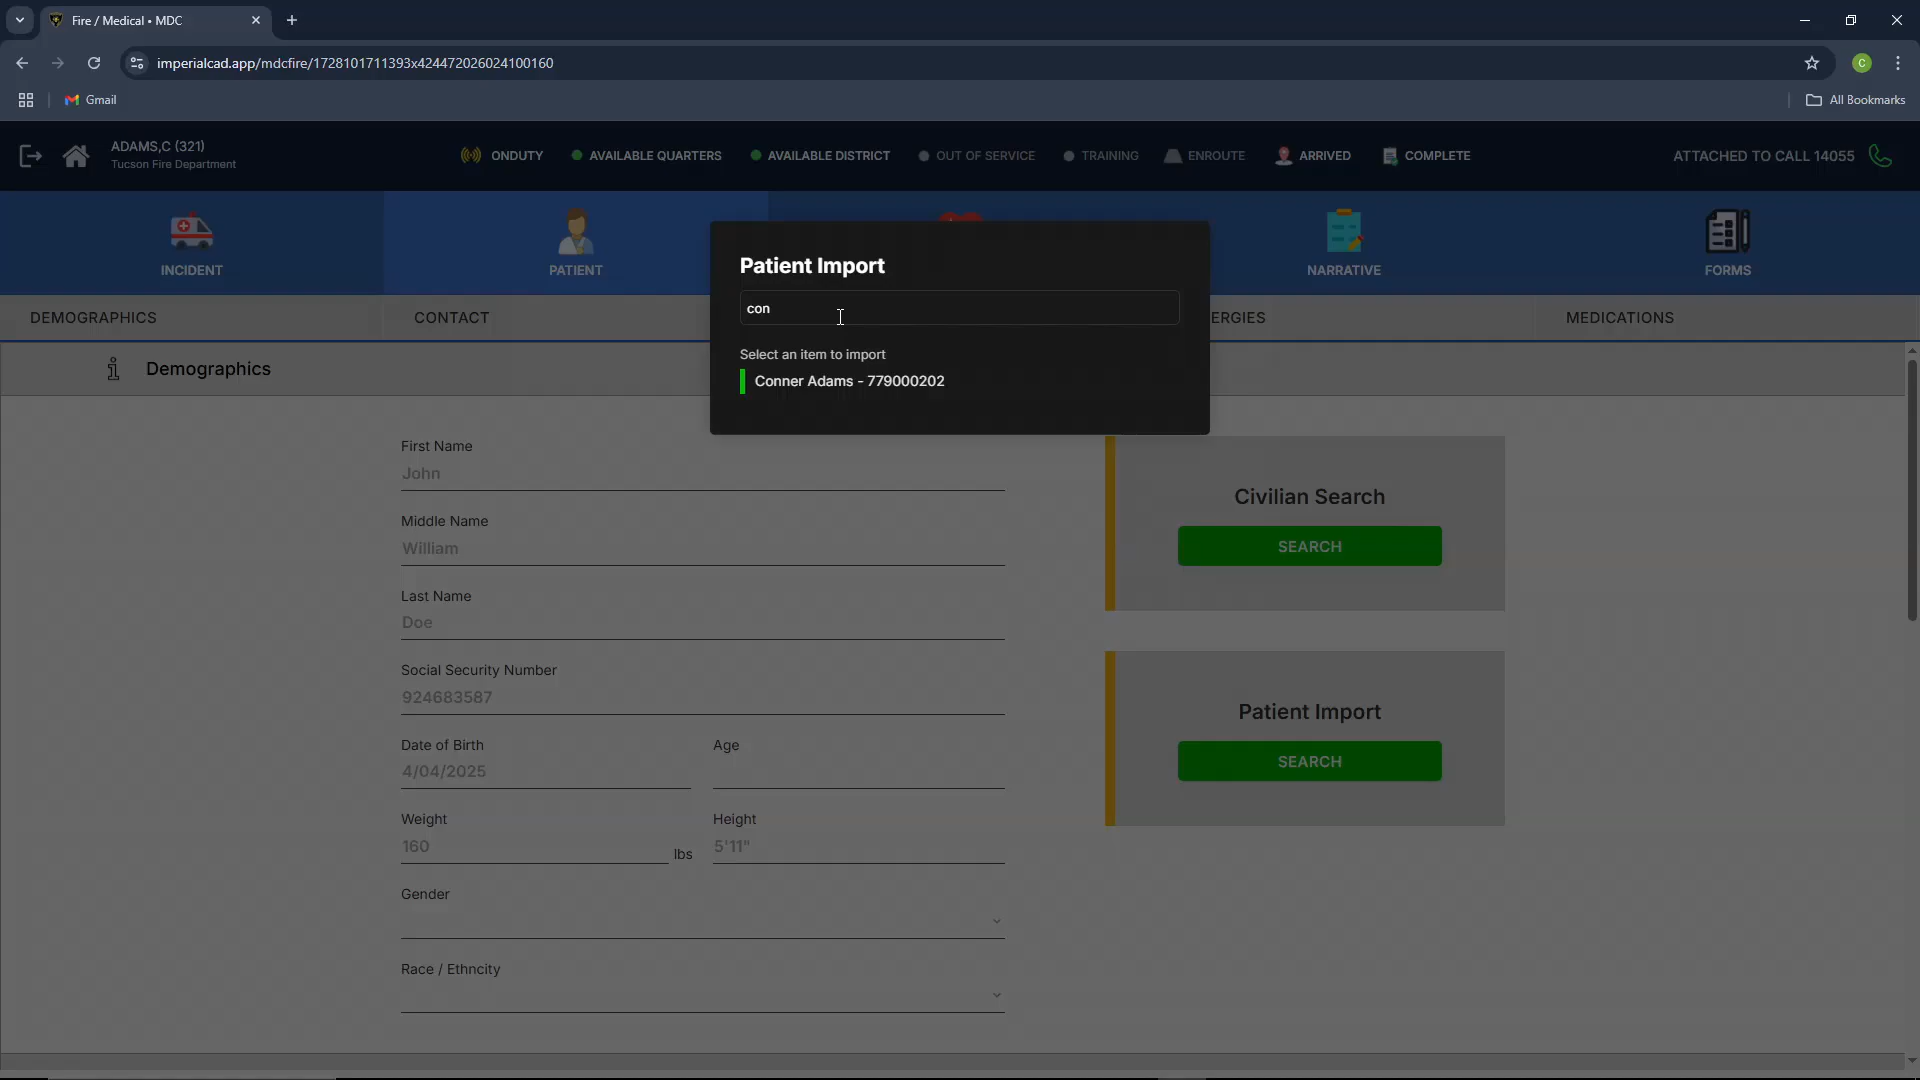 Fire / Medical • MDC
imperialcad.app/mdcfire/1728101711393x424472026024100160
C
Gmail
All Bookmarks
ADAMS,C (321)
Tucson Fire Department
ONDUTY
AVAILABLE QUARTERS
AVAILABLE DISTRICT
OUT OF SERVICE
TRAINING
ENROUTE
ARRIVED
COMPLETE
ATTACHED TO CALL 14055
INCIDENT
PATIENT
NARRATIVE
FORMS
DEMOGRAPHICS
CONTACT
ERGIES
MEDICATIONS
Patient Import
con
Select an item to import
Conner Adams - 779000202
Demographics
First Name
John
Middle Name
William
Last Name
Doe
Social Security Number
924683587
Date of Birth
4/04/2025
Age
Weight
160
lbs
Height
5'11"
Gender
Race / Ethncity
Civilian Search
SEARCH
Patient Import
SEARCH